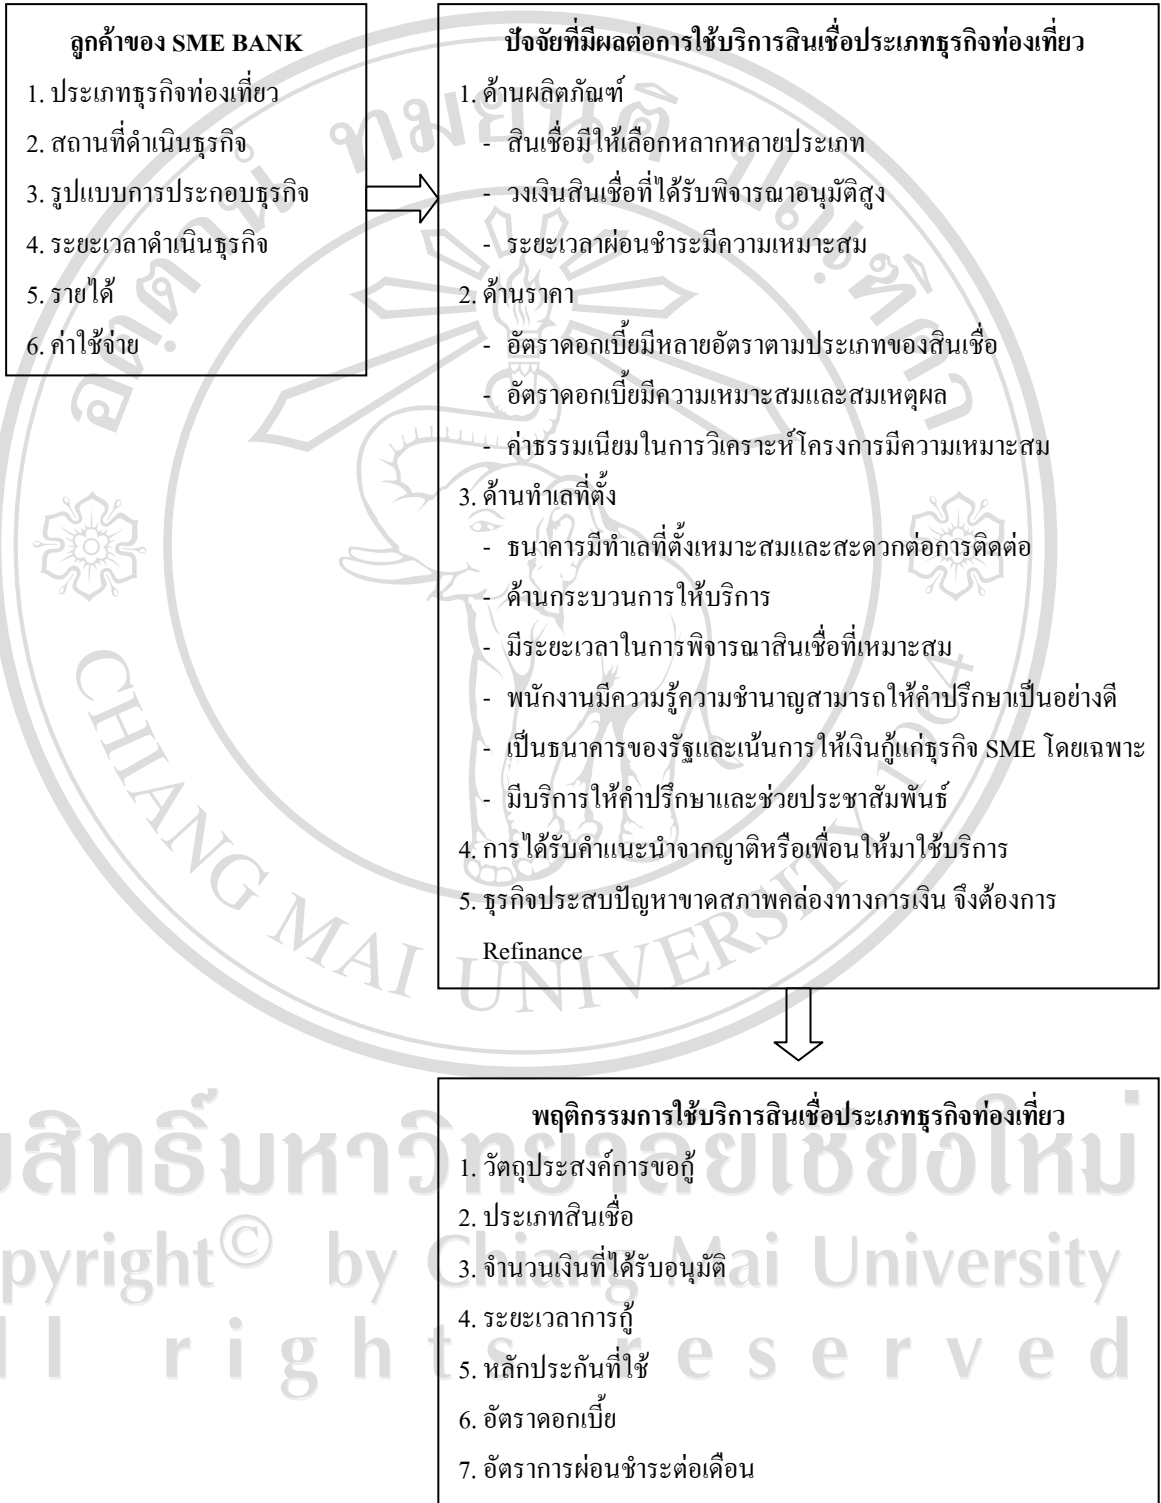 ลูกค้าของ SME BANK
1. ประเภทธุรกิจท่องเที่ยว
2. สถานที่ดำเนินธุรกิจ
3. รูปแบบการประกอบธุรกิจ
4. ระยะเวลาดำเนินธุรกิจ
5. รายได้
6. ค่าใช้จ่าย
ปัจจัยที่มีผลต่อการใช้บริการสินเชื่อประเภทธุรกิจท่องเที่ยว
1. ด้านผลิตภัณฑ์
- สินเชื่อมีให้เลือกหลากหลายประเภท
- วงเงินสินเชื่อที่ได้รับพิจารณาอนุมัติสูง
- ระยะเวลาผ่อนชำระมีความเหมาะสม
2. ด้านราคา
- อัตราดอกเบี้ยมีหลายอัตราตามประเภทของสินเชื่อ
- อัตราดอกเบี้ยมีความเหมาะสมและสมเหตุผล
- ค่าธรรมเนียมในการวิเคราะห์โครงการมีความเหมาะสม
3. ด้านทำเลที่ตั้ง
- ธนาคารมีทำเลที่ตั้งเหมาะสมและสะดวกต่อการติดต่อ
- ด้านกระบวนการให้บริการ
- มีระยะเวลาในการพิจารณาสินเชื่อที่เหมาะสม
- พนักงานมีความรู้ความชำนาญสามารถให้คำปรึกษาเป็นอย่างดี
- เป็นธนาคารของรัฐและเน้นการให้เงินกู้แก่ธุรกิจ SME โดยเฉพาะ
- มีบริการให้คำปรึกษาและช่วยประชาสัมพันธ์
4. การได้รับคำแนะนำจากญาติหรือเพื่อนให้มาใช้บริการ
5. ธุรกิจประสบปัญหาขาดสภาพคล่องทางการเงิน จึงต้องการ
Refinance
พฤติกรรมการใช้บริการสินเชื่อประเภทธุรกิจท่องเที่ยว
1. วัตถุประสงค์การขอกู้
2. ประเภทสินเชื่อ
3. จำนวนเงินที่ได้รับอนุมัติ
4. ระยะเวลาการกู้
5. หลักประกันที่ใช้
6. อัตราดอกเบี้ย
7. อัตราการผ่อนชำระต่อเดือน
CHIANG MAI UNIVERSITY 1964
สิทธิ์มหาวิทยาลัยเชียงใหม่
pyright© by Chiang Mai University
ll rights reserved